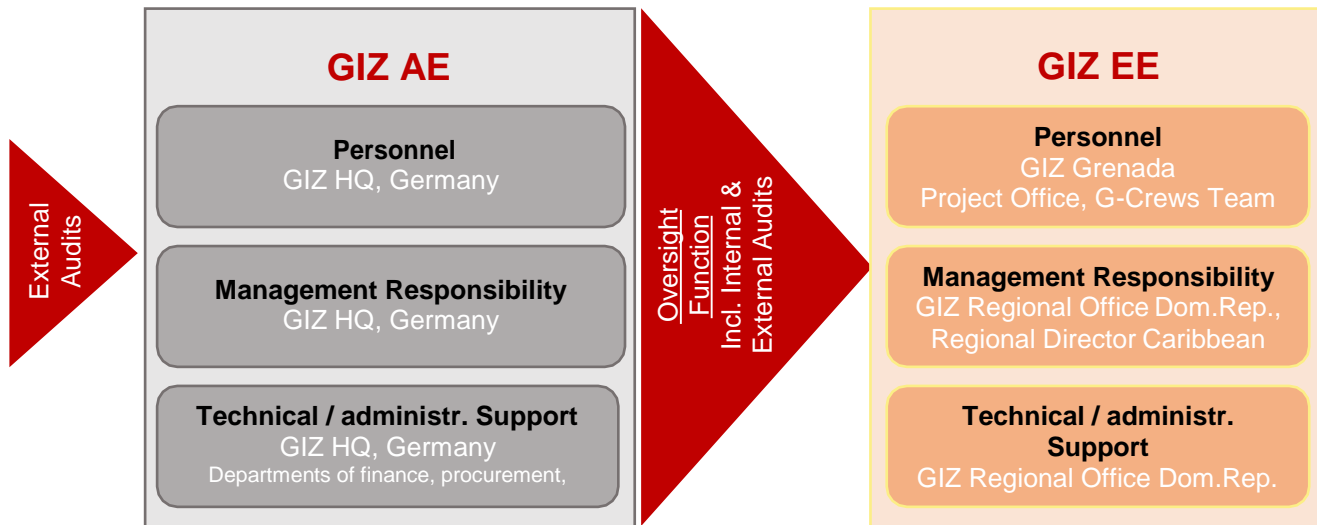 External
Audits
GIZ AE
Personnel
GIZ HQ, Germany
Management Responsibility
GIZ HQ, Germany
Technical / administr. Support
GIZ HQ, Germany
Departments of finance, procurement,
Oversight
Function
Incl. Internal &
External Audits
GIZ EE
Personnel
GIZ Grenada
Project Office, G-Crews Team
Management Responsibility
GIZ Regional Office Dom.Rep.,
Regional Director Caribbean
Technical / administr.
Support
GIZ Regional Office Dom.Rep.